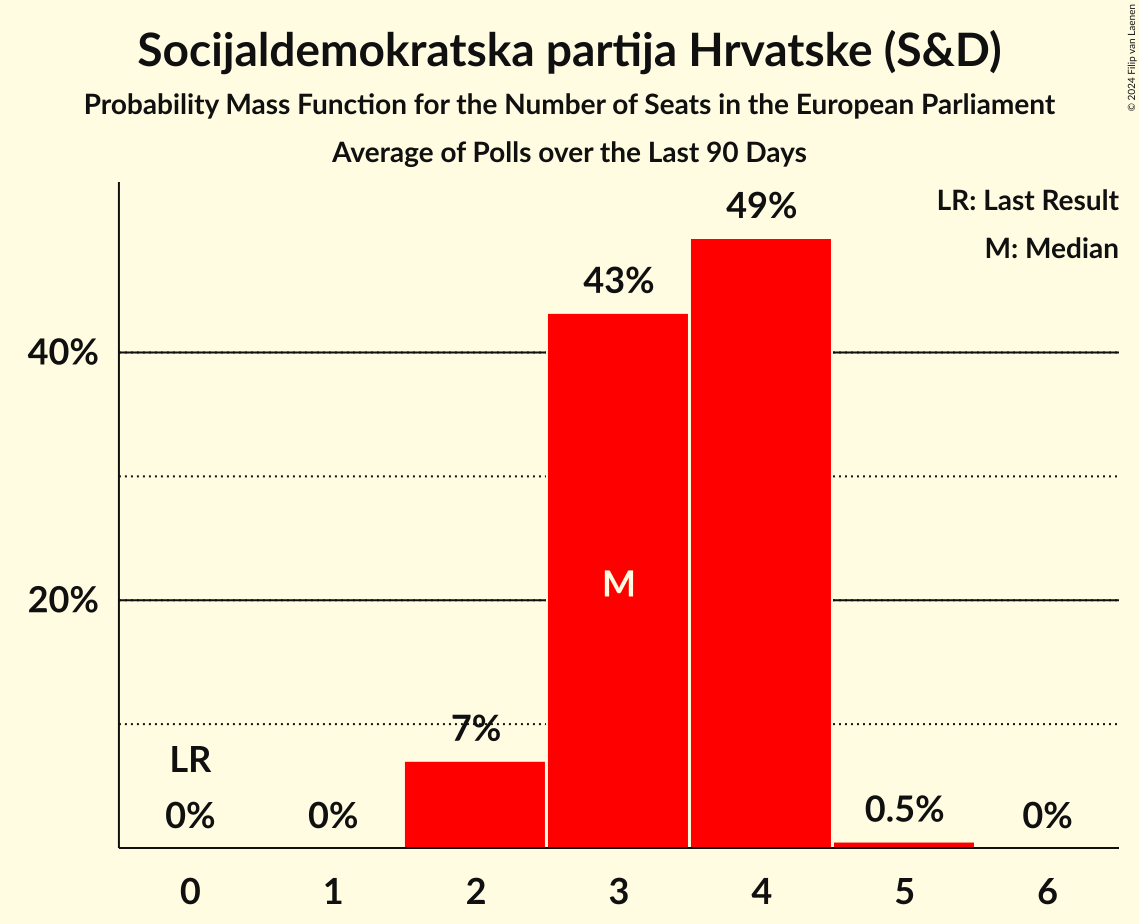 Socijaldemokratska partija Hrvatske (S&D)
Probability Mass Function for the Number of Seats in the European Parliament
Average of Polls over the Last 90 Days
© 2024 Filip van Laenen
LR: Last Result
M: Median
49%
43%
40%
M
20%
7%
LR
0%
0%
0.5%
0%
0
1
2
3
4
5
6